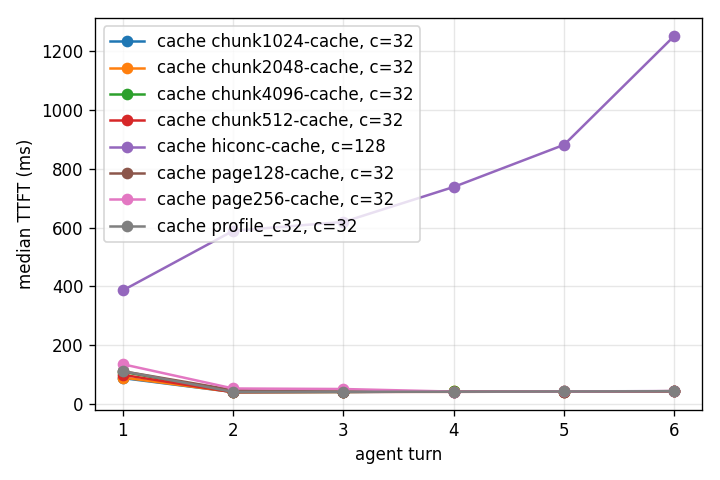 cache chunk1024-cache, c=32
cache chunk2048-cache, c=32
cache chunk4096-cache, c=32
cache chunk512-cache, c=32
cache hiconc-cache, c=128
cache page128-cache, c=32
cache page256-cache, c=32
cache profile_c32, c=32
median TTFT (ms)
1200
1000
800
600
400
200
0
1 2 3 4 5 6
agent turn